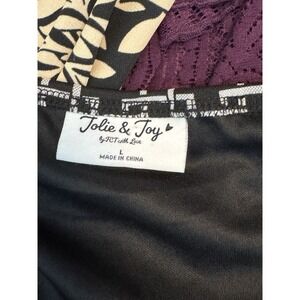 Jolie & Joy
by FCT with Love
L
MADE IN CHINA